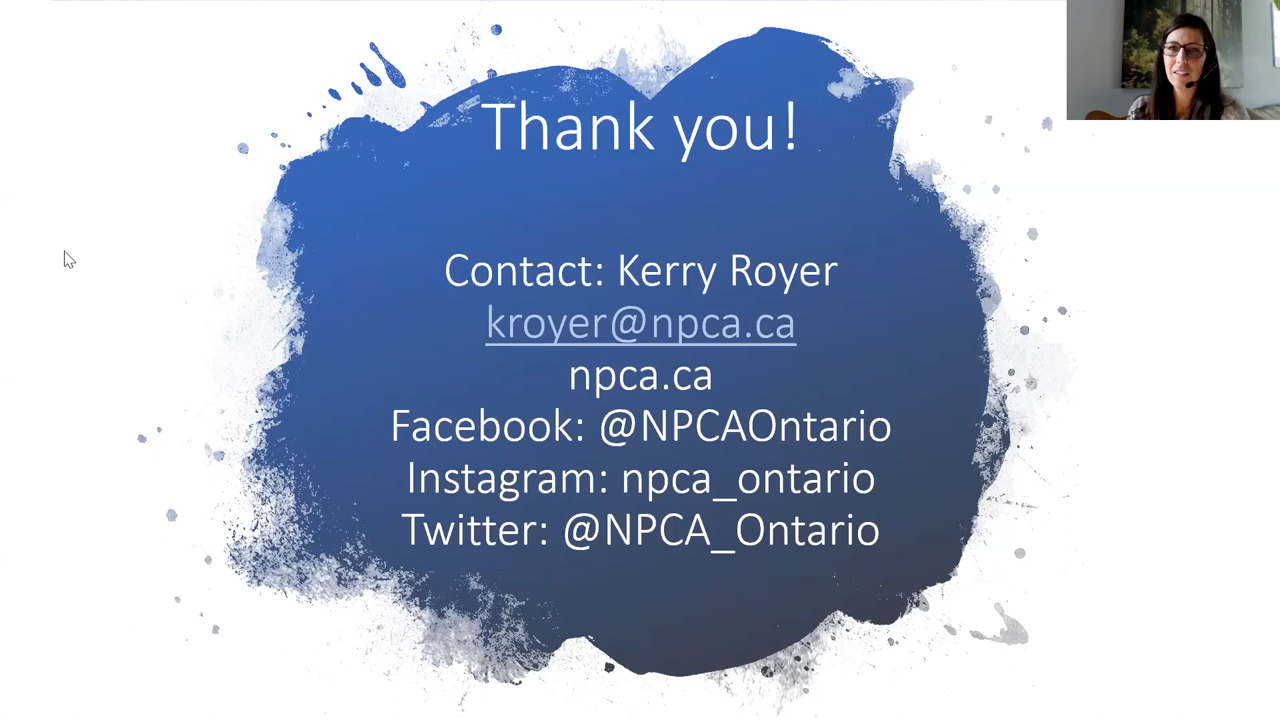 Thank you!
Contact: Kerry Royer
kroyer@npca.ca
npca.ca
Facebook: @NPCAOntario
Instagram: npca_ontario
Twitter: @NPCA_Ontario